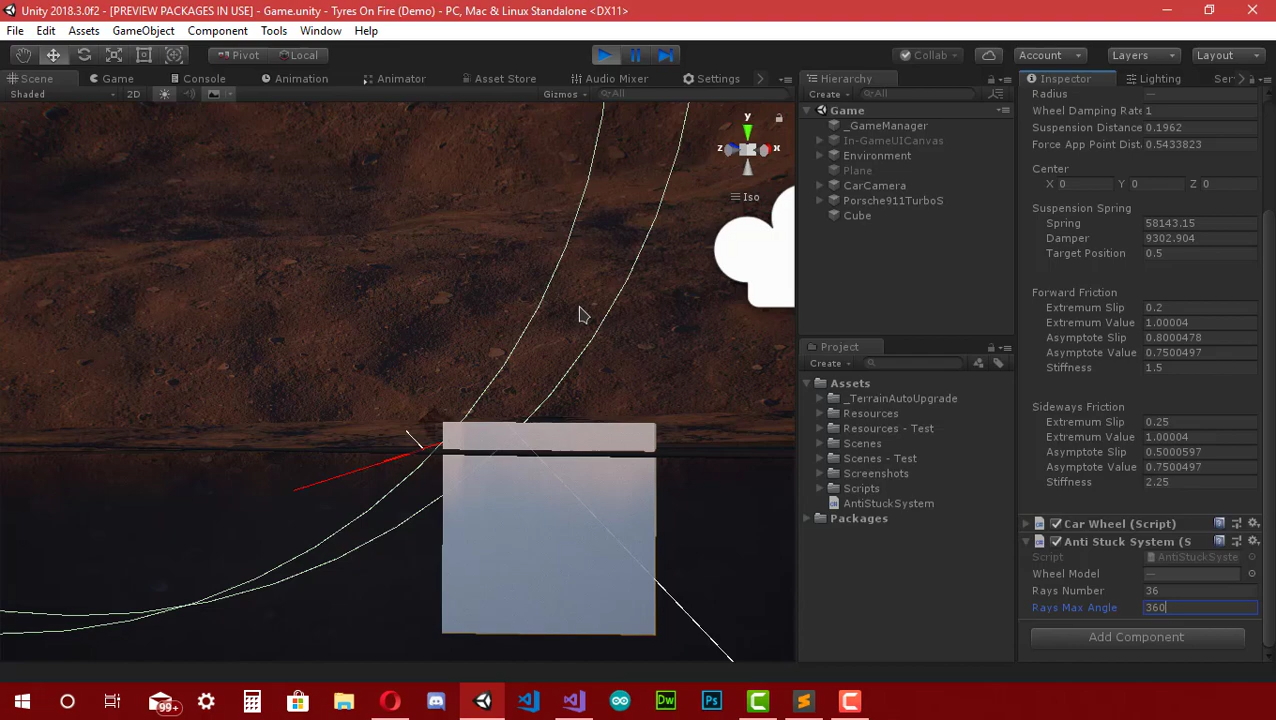 Unity 2018.3.0f2 - [PREVIEW PACKAGES IN USE] - Game.unity - Tyres On Fire (Demo) - PC, Mac & Linux Standalone <DX11>
File Edit Assets GameObject Component Tools Window Help
Pivot Local Collab Account Layers Layout
Scene Game Console Animation Animator Asset Store Audio Mixer Settings
Shaded 2D Gizmos All
y
z x
Iso
Hierarchy
Create All
Game
_GameManager
In-GameUICanvas
Environment
Plane
CarCamera
Porsche911TurboS
Cube
Project
Create
Assets
_TerrainAutoUpgrade
Resources
Resources - Test
Scenes
Scenes - Test
Screenshots
Scripts
AntiStuckSystem
Packages
Inspector Lighting Ser
Radius —
Wheel Damping Rate 1
Suspension Distance 0.1962
Force App Point Dist 0.5433823
Center
X 0 Y 0 Z 0
Suspension Spring
Spring 58143.15
Damper 9302.904
Target Position 0.5
Forward Friction
Extremum Slip 0.2
Extremum Value 1.00004
Asymptote Slip 0.8000478
Asymptote Value 0.7500497
Stiffness 1.5
Sideways Friction
Extremum Slip 0.25
Extremum Value 1.00004
Asymptote Slip 0.5000597
Asymptote Value 0.7500497
Stiffness 2.25
Car Wheel (Script)
Anti Stuck System (S
Script AntiStuckSyste
Wheel Model —
Rays Number 36
Rays Max Angle 360
Add Component
99+
Dw
Ps